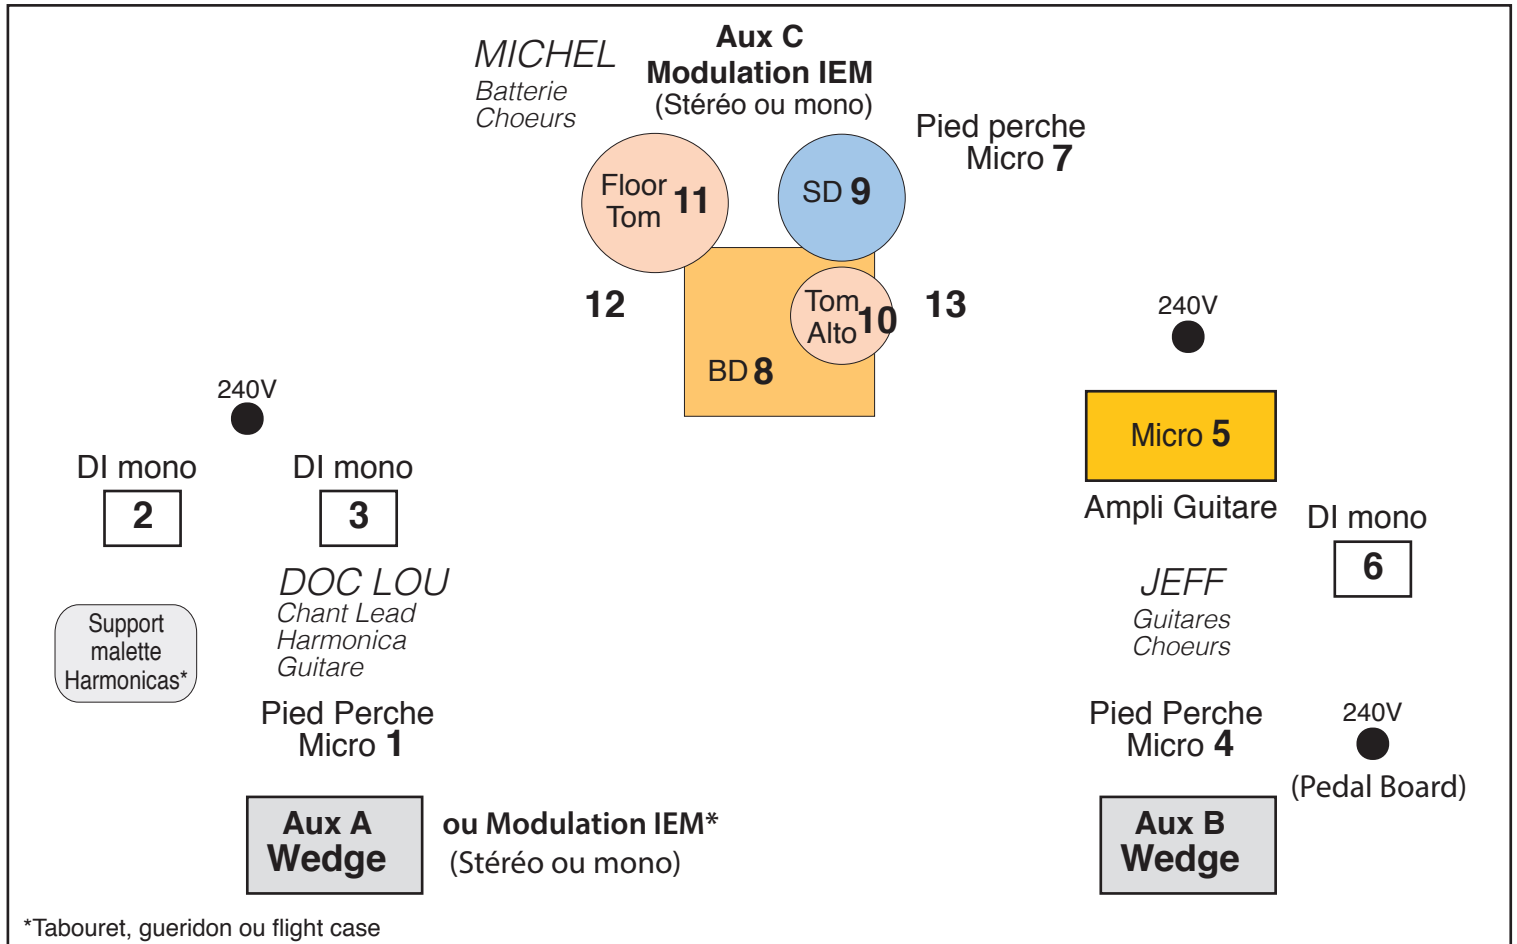 MICHEL
Batterie
Choeurs
Aux C
Modulation IEM
(Stéréo ou mono)
Pied perche
Micro 7
Floor
Tom 11
SD 9
12
Tom
Alto 10
13
BD 8
240V
240V
DI mono
2
DI mono
3
Micro 5
Ampli Guitare
DI mono
6
DOC LOU
Chant Lead
Harmonica
Guitare
JEFF
Guitares
Choeurs
Support
malette
Harmonicas*
Pied Perche
Micro 1
Pied Perche
Micro 4
240V
(Pedal Board)
Aux A
Wedge
ou Modulation IEM*
(Stéréo ou mono)
Aux B
Wedge
*Tabouret, gueridon ou flight case